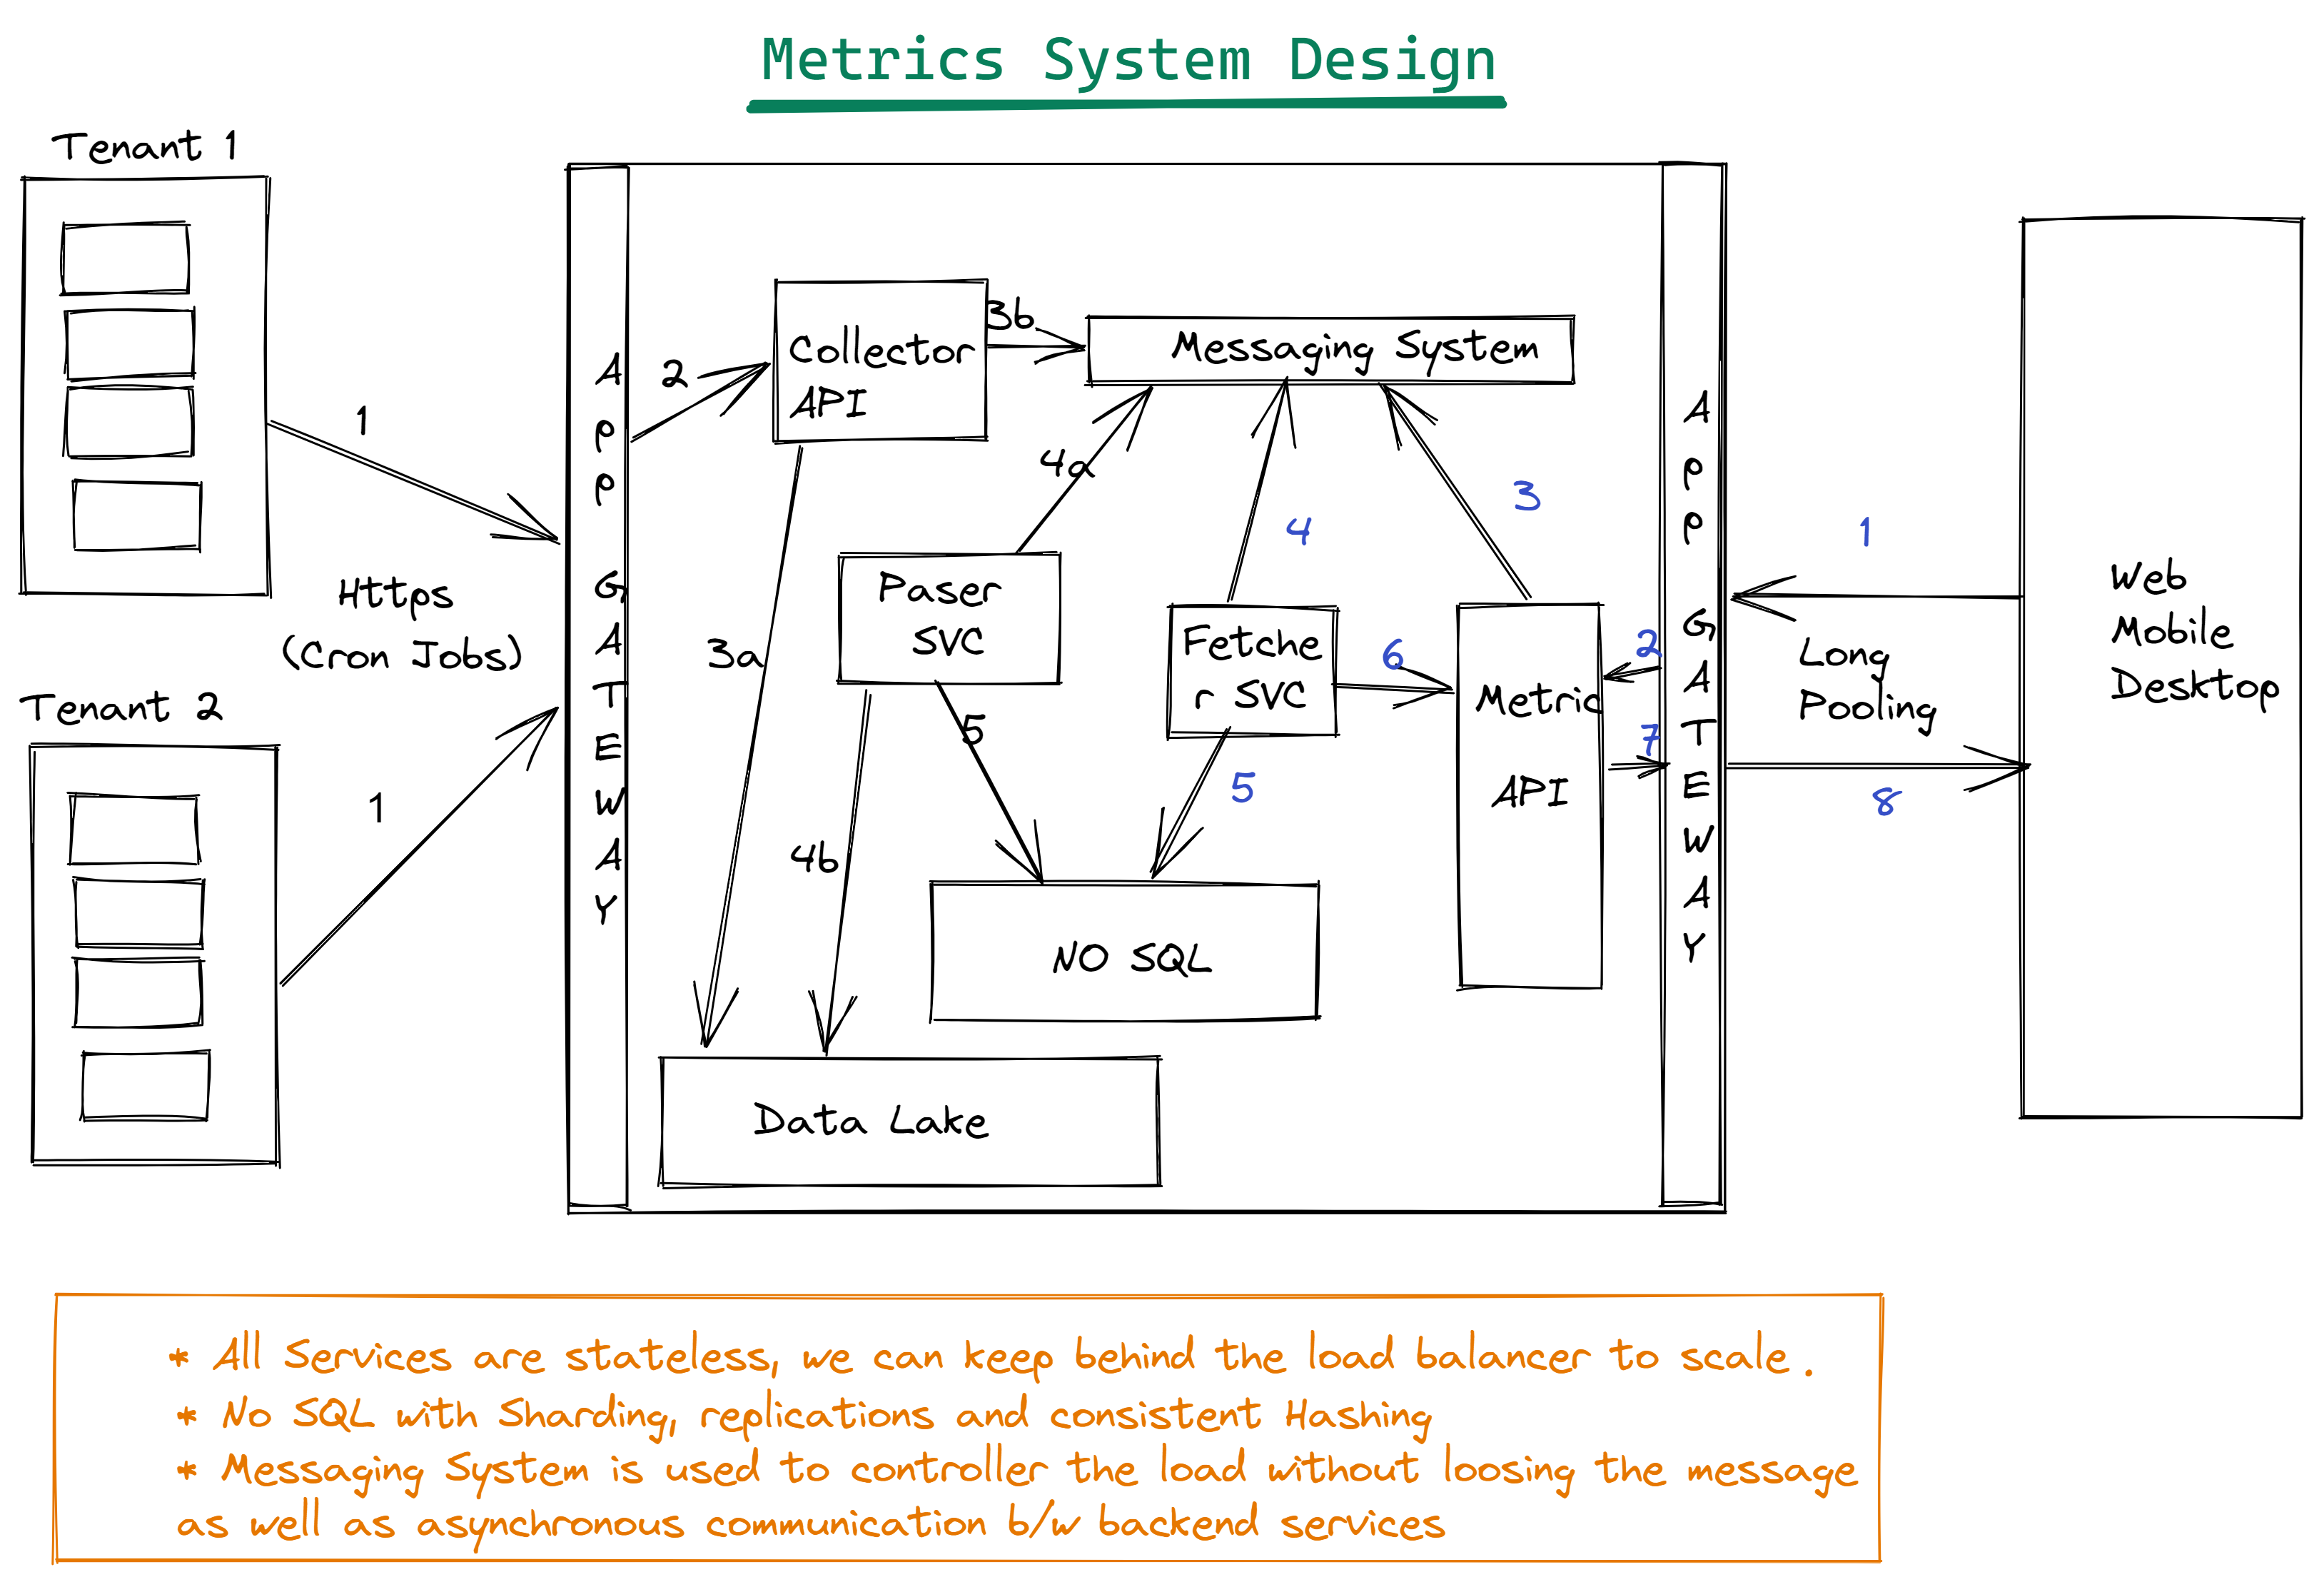 Metrics System Design
Tenant 1
1
Https
(Cron Jobs)
Tenant 2
1
APP GATEWAY
2
Collector
API
3b
Messaging System
3a
4a
Paser
SVC
4b
5
4
3
Fetche
r SVC
5
6
Metric
API
2
7
NO SQL
Data Lake
APP GATEWAY
1
Long
Pooling
8
Web
Mobile
Desktop
* All Services are stateless, we can keep behind the load balancer to scale.
* No SQL with Sharding, replications and consistent Hashing
* Messaging System is used to controller the load without loosing the message
as well as asynchronous communication b/w backend services